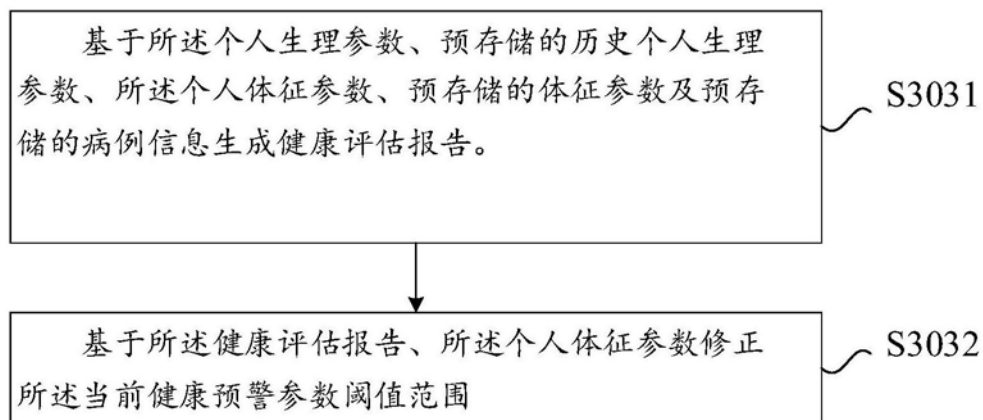 基于所述个人生理参数、预存储的历史个人生理
参数、所述个人体征参数、预存储的体征参数及预存
储的病例信息生成健康评估报告。
S3031
基于所述健康评估报告、所述个人体征参数修正
所述当前健康预警参数阈值范围
S3032